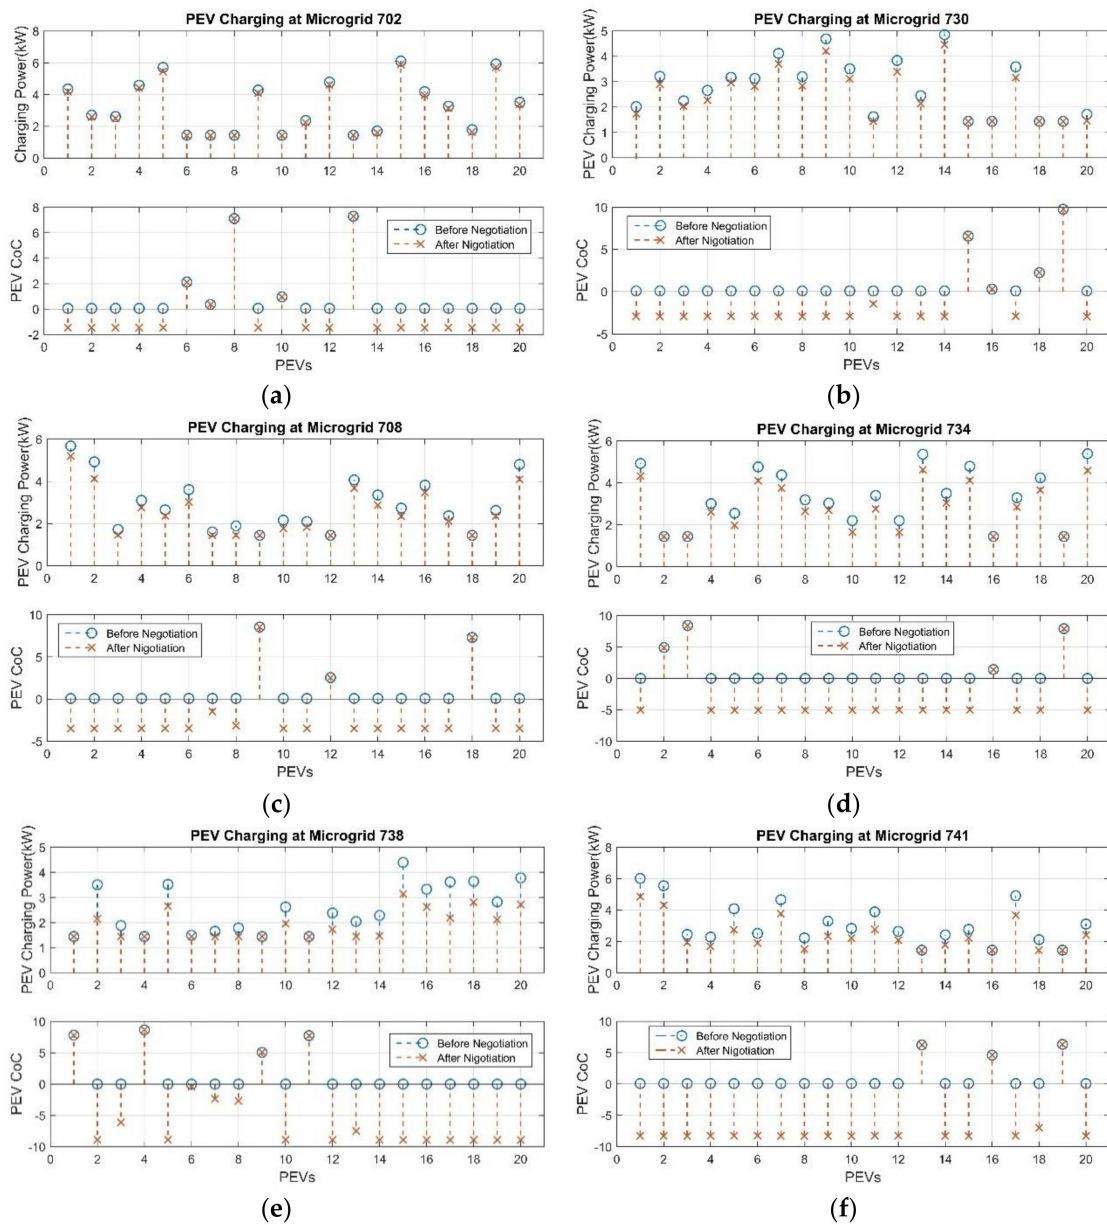 PEV Charging at Microgrid 702
Charging Power(kW)
8
6
4
2
0
0 2 4 6 8 10 12 14 16 18 20
PEV CoC
8
6
4
2
0
-2
Before Negotiation
After Nigotiation
0 2 4 6 8 10 12 14 16 18 20
PEVs
(a)
PEV Charging at Microgrid 730
PEV Charging Power(kW)
5
4
3
2
1
0
0 2 4 6 8 10 12 14 16 18 20
PEV CoC
10
5
0
-5
Before Negotiation
After Nigotiation
0 2 4 6 8 10 12 14 16 18 20
PEVs
(b)
PEV Charging at Microgrid 708
PEV Charging Power(kW)
6
4
2
0
0 2 4 6 8 10 12 14 16 18 20
PEV CoC
10
5
0
-5
Before Negotiation
After Nigotiation
0 2 4 6 8 10 12 14 16 18 20
PEVs
(c)
PEV Charging at Microgrid 734
PEV Charging Power(kW)
6
4
2
0
0 2 4 6 8 10 12 14 16 18 20
PEV CoC
10
5
0
-5
-10
Before Negotiation
After Nigotiation
0 2 4 6 8 10 12 14 16 18 20
PEVs
(d)
PEV Charging at Microgrid 738
PEV Charging Power(kW)
5
4
3
2
1
0
0 2 4 6 8 10 12 14 16 18 20
PEV CoC
10
5
0
-5
-10
Before Negotiation
After Nigotiation
0 2 4 6 8 10 12 14 16 18 20
PEVs
(e)
PEV Charging at Microgrid 741
PEV Charging Power(kW)
8
6
4
2
0
0 2 4 6 8 10 12 14 16 18 20
PEV CoC
10
5
0
-5
-10
Before Negotiation
After Nigotiation
0 2 4 6 8 10 12 14 16 18 20
PEVs
(f)